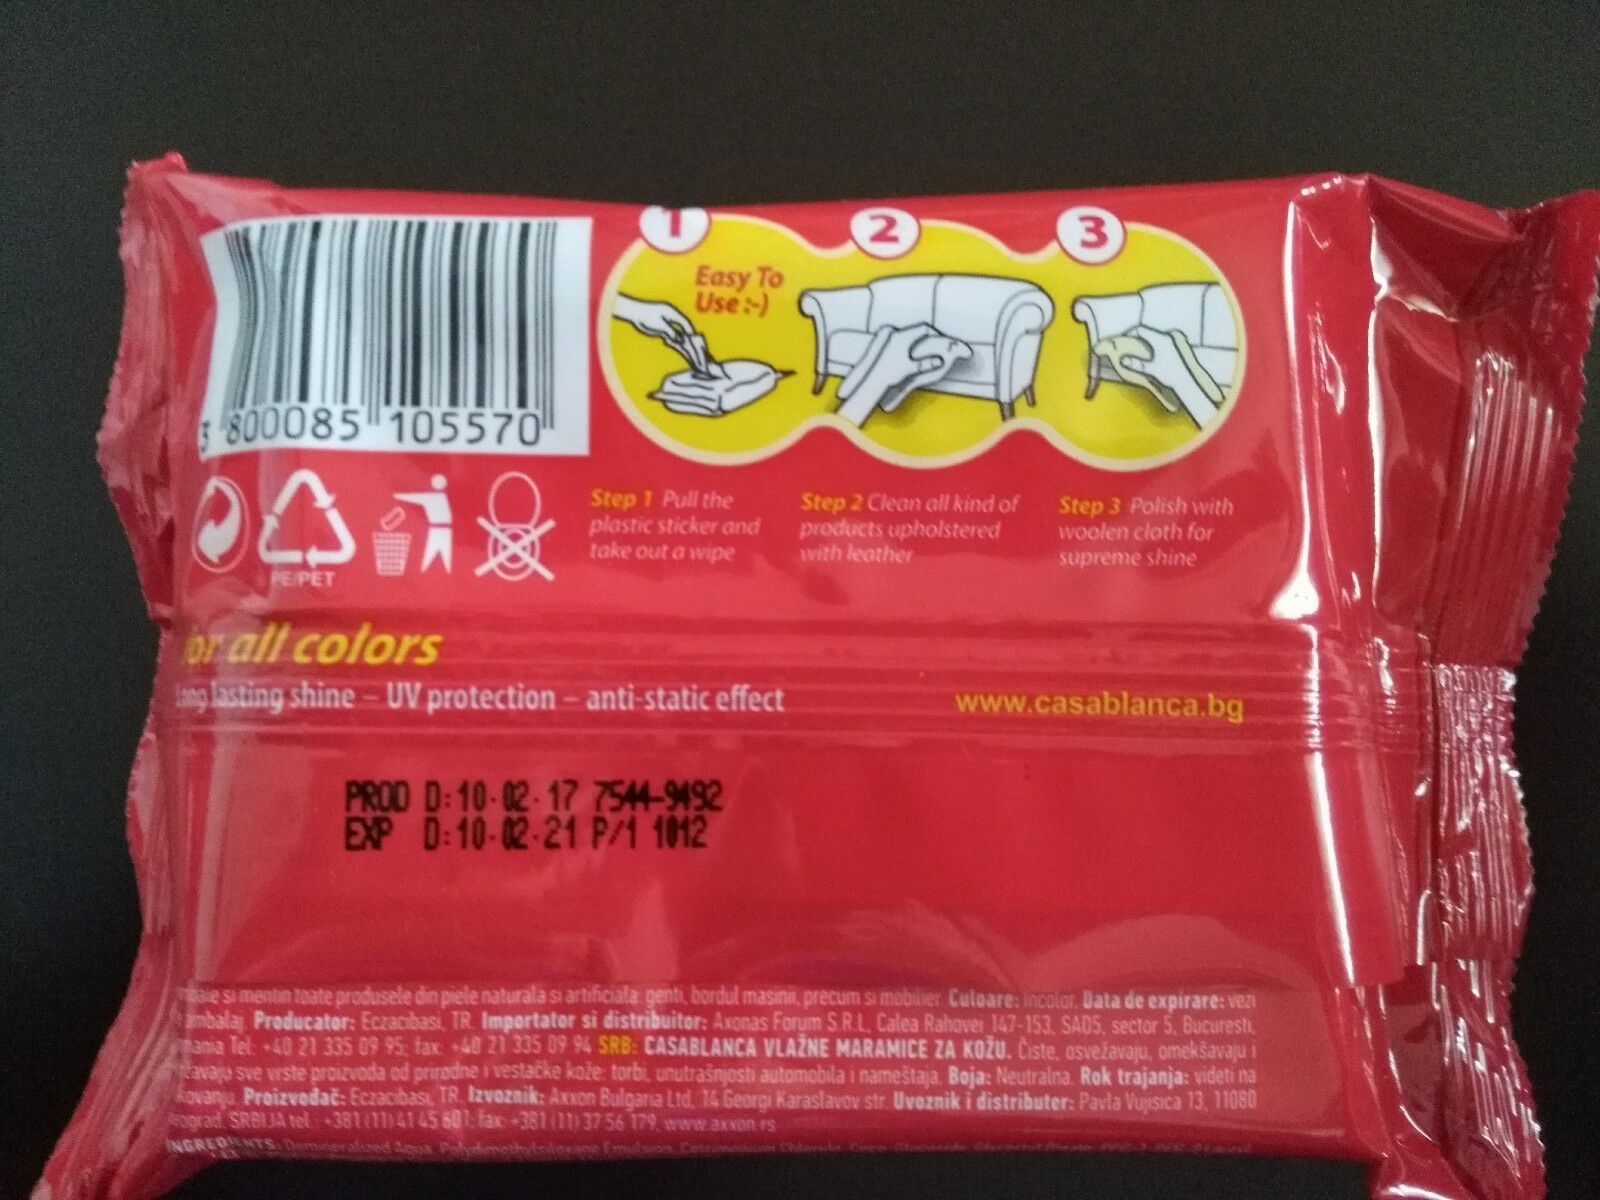 1
2
3
Easy To
Use :-)
3 800085 105570
PE/PET
Step 1 Pull the
plastic sticker and
take out a wipe
Step 2 Clean all kind of
products upholstered
with leather
Step 3 Polish with
woolen cloth for
supreme shine
for all colors
Long lasting shine – UV protection – anti-static effect
www.casablanca.bg
PROD D:10.02.17 7544-9492
EXP D:10.02.21 P/1 1012
si mentin toate produsele din piele naturala si artificiala: genti, bordul masinii, precum si mobilier. Culoare: Incolor. Data de expirare: vezi
ambalaj. Producator: Eczacıbası, TR. Importator si distribuitor: Axonas Forum S.R.L, Calea Rahovei 147-153, SAD5, sector 5, Bucuresti,
Tel: +40 21 335 09 95; fax: +40 21 335 09 94 SRB: CASABLANCA VLAŽNE MARAMICE ZA KOŽU. Čiste, osvežavaju, omekšavaju i
sve vrste proizvoda od prirodne i vestačke kože: torbi, unutrašnjosti automobila i nameštaja. Boja: Neutralna. Rok trajanja: videti na
Proizvođač: Eczacıbası, TR. Izvoznik: Axxon Bulgaria Ltd, 14 Georgi Karaslavov str. Uvoznik i distributer: Pavla Vujisica 13, 11080
SRBIJA tel.: +381 (11) 41 45 601; fax: +381 (11) 37 56 179, www.axxon.rs
INGREDIENTS: Demineralized Aqua,